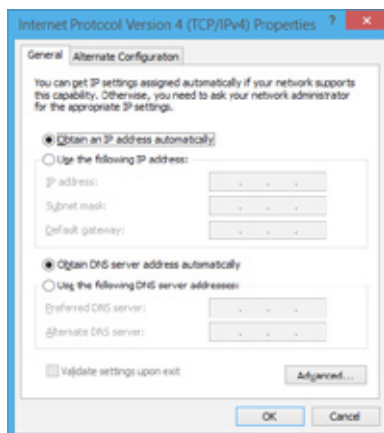 Internet Protocol Version 4 (TCP/IPv4) Properties
General Alternate Configuration
You can get IP settings assigned automatically if your network supports
this capability. Otherwise, you need to ask your network administrator
for the appropriate IP settings.
Obtain an IP address automatically
Use the following IP address:
IP address:
Subnet mask:
Default gateway:
Obtain DNS server address automatically
Use the following DNS server addresses:
Preferred DNS server:
Alternate DNS server:
Validate settings upon exit
Advanced...
OK Cancel